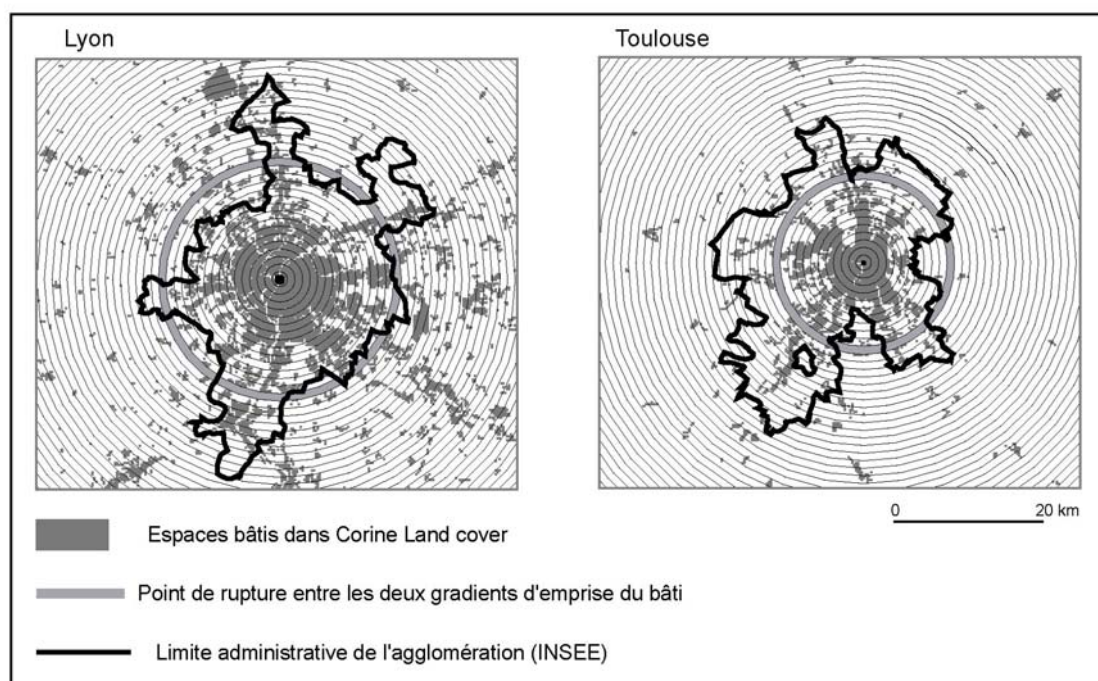 Lyon
Toulouse
0 20 km
Espaces bâtis dans Corine Land cover
Point de rupture entre les deux gradients d'emprise du bâti
Limite administrative de l'agglomération (INSEE)